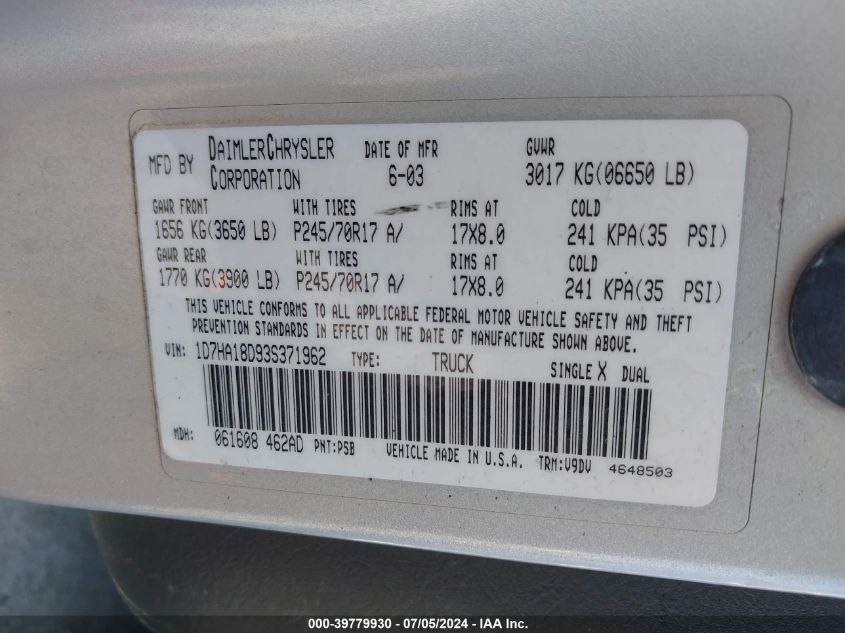 MFD BY DAIMLERCHRYSLER CORPORATION DATE OF MFR 6-03 GVWR 3017 KG(06650 LB)
GAWR FRONT WITH TIRES RIMS AT COLD
1656 KG(3650 LB) P245/70R17 A/ 17X8.0 241 KPA(35 PSI)
GAWR REAR WITH TIRES RIMS AT COLD
1770 KG(3900 LB) P245/70R17 A/ 17X8.0 241 KPA(35 PSI)
THIS VEHICLE CONFORMS TO ALL APPLICABLE FEDERAL MOTOR VEHICLE SAFETY AND THEFT
PREVENTION STANDARDS IN EFFECT ON THE DATE OF MANUFACTURE SHOWN ABOVE.
VIN: 1D7HA18D93S371962 TYPE: TRUCK SINGLE X DUAL
MDH: 061608 462AD PNT:PSB VEHICLE MADE IN U.S.A. TRM:V9DV 4648503
000-39779930 - 07/05/2024 - IAA Inc.